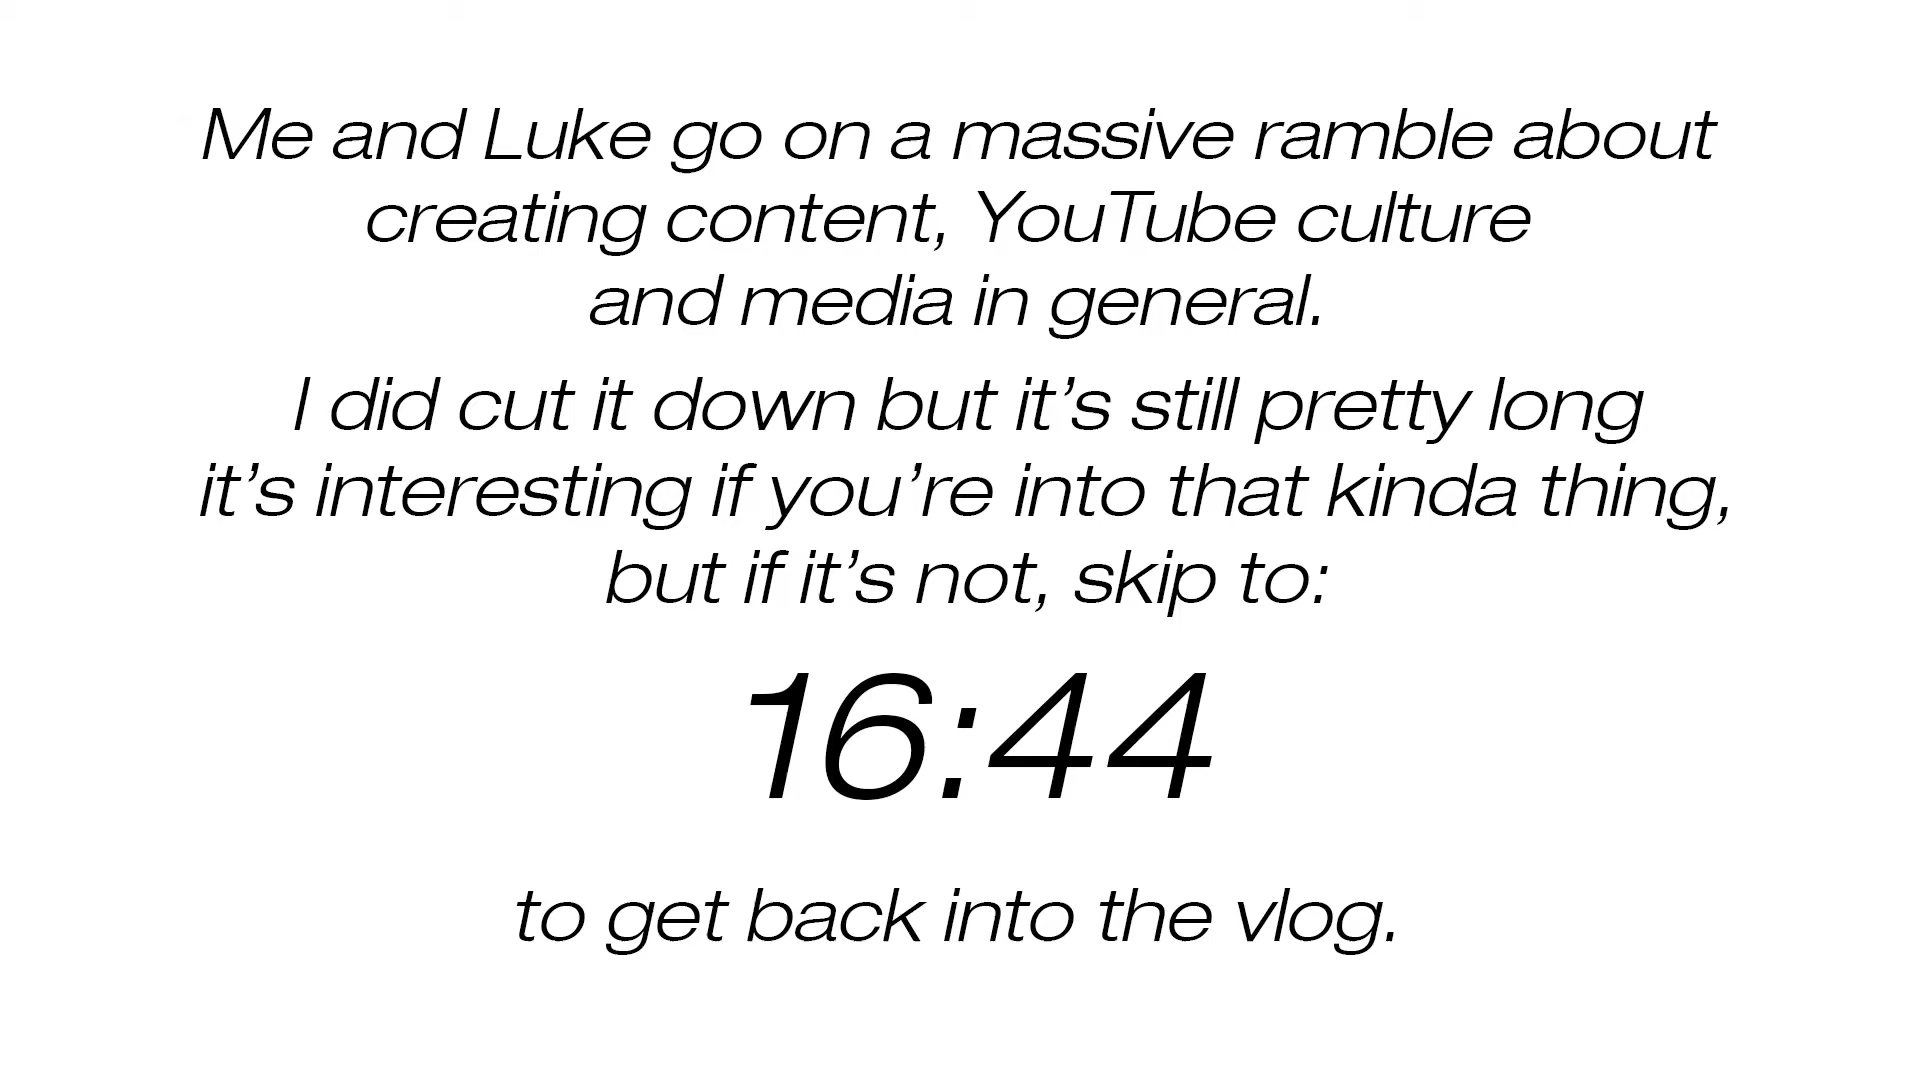 Me and Luke go on a massive ramble about
creating content, YouTube culture
and media in general.
I did cut it down but it’s still pretty long
it’s interesting if you’re into that kinda thing,
but if it’s not, skip to:
16:44
to get back into the vlog.